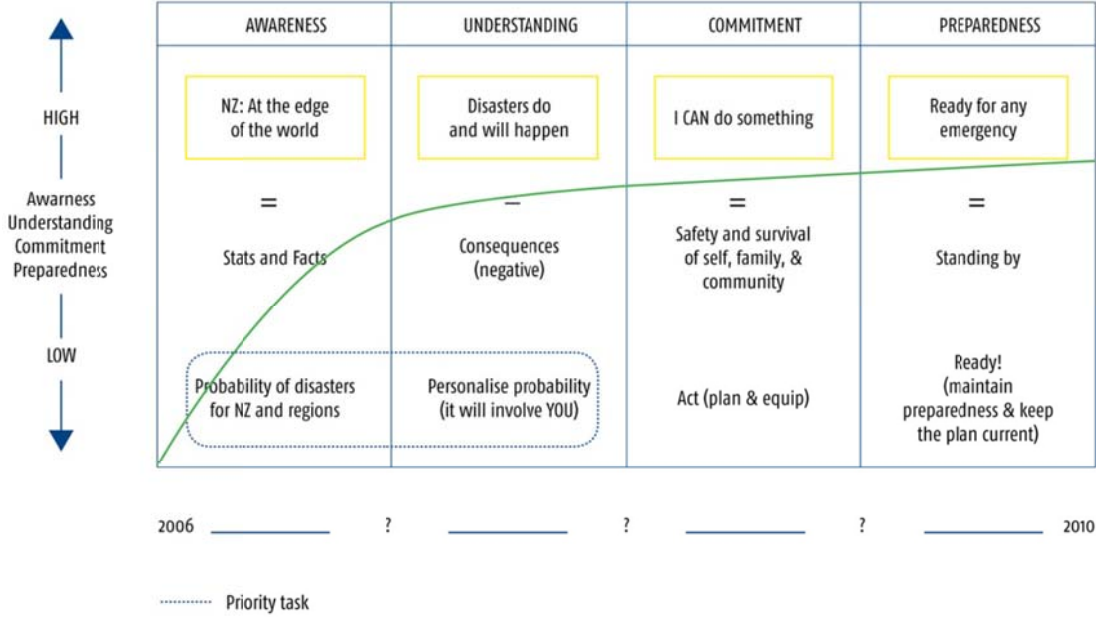 AWARENESS
UNDERSTANDING
COMMITMENT
PREPAREDNESS
HIGH
Awarness
Understanding
Commitment
Preparedness
LOW
NZ: At the edge
of the world
=
Stats and Facts
Probability of disasters
for NZ and regions
Disasters do
and will happen
–
Consequences
(negative)
Personalise probability
(it will involve YOU)
I CAN do something
=
Safety and survival
of self, family, &
community
Act (plan & equip)
Ready for any
emergency
=
Standing by
Ready!
(maintain
preparedness & keep
the plan current)
2006 ? ? ? 2010
Priority task